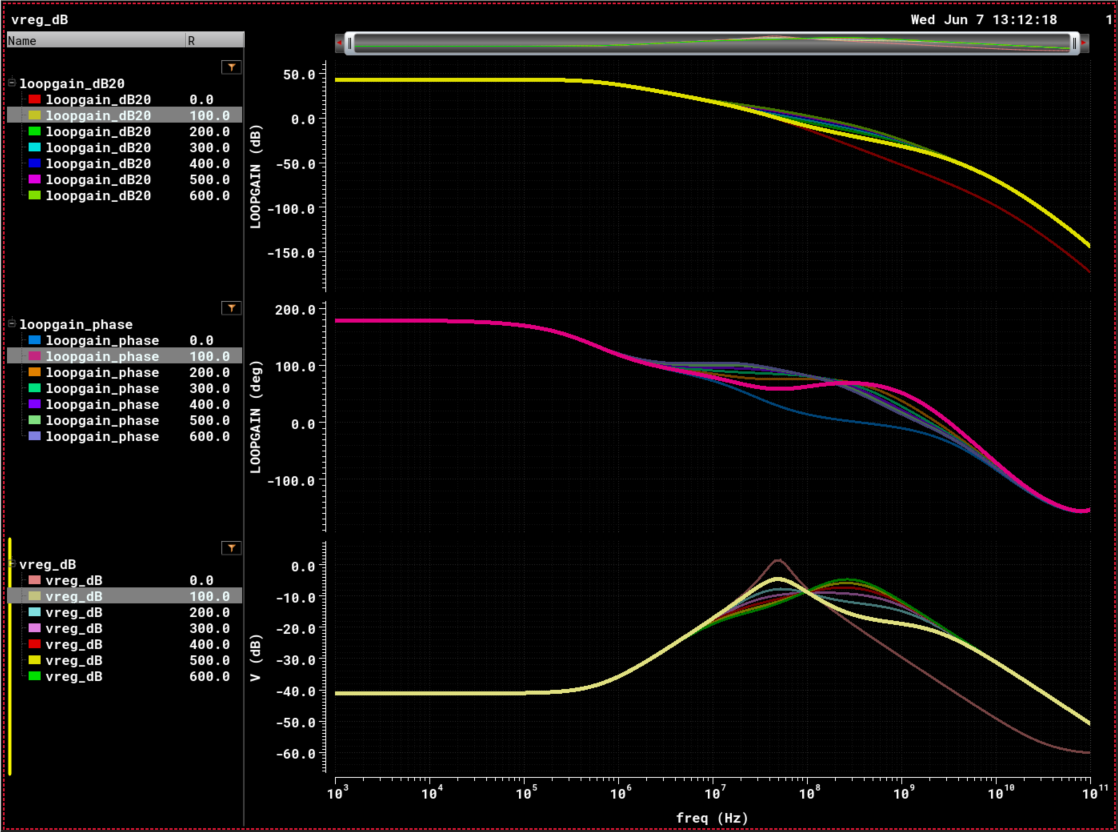 vreg_dB
Wed Jun 7 13:12:18
1
Name R
loopgain_dB20
loopgain_dB20 0.0
loopgain_dB20 100.0
loopgain_dB20 200.0
loopgain_dB20 300.0
loopgain_dB20 400.0
loopgain_dB20 500.0
loopgain_dB20 600.0
50.0
0.0
-50.0
-100.0
-150.0
LOOPGAIN (dB)
loopgain_phase
loopgain_phase 0.0
loopgain_phase 100.0
loopgain_phase 200.0
loopgain_phase 300.0
loopgain_phase 400.0
loopgain_phase 500.0
loopgain_phase 600.0
200.0
100.0
0.0
-100.0
LOOPGAIN (deg)
vreg_dB
vreg_dB 0.0
vreg_dB 100.0
vreg_dB 200.0
vreg_dB 300.0
vreg_dB 400.0
vreg_dB 500.0
vreg_dB 600.0
0.0
-10.0
-20.0
-30.0
-40.0
-50.0
-60.0
V (dB)
10³ 10⁴ 10⁵ 10⁶ 10⁷ 10⁸ 10⁹ 10¹⁰ 10¹¹
freq (Hz)